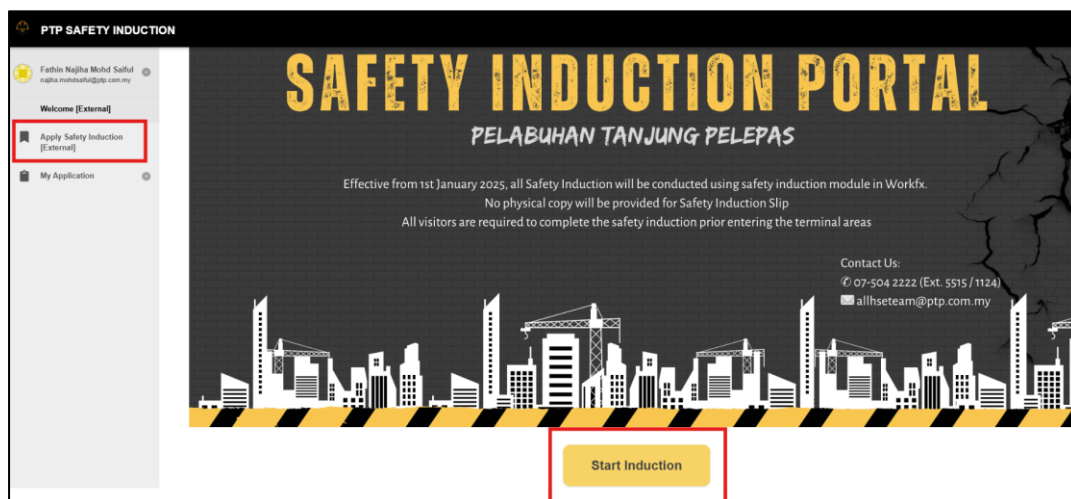 PTP SAFETY INDUCTION
Fathin Najiha Mohd Saiful
najiha.mohdsaiful@ptp.com.my
Welcome [External]
Apply Safety Induction
[External]
My Application
SAFETY INDUCTION PORTAL
PELABUHAN TANJUNG PELEPAS
Effective from 1st January 2025, all Safety Induction will be conducted using safety induction module in Workfx.
No physical copy will be provided for Safety Induction Slip
All visitors are required to complete the safety induction prior entering the terminal areas
Contact Us:
✆ 07-504 2222 (Ext. 5515 / 1124)
allhseteam@ptp.com.my
Start Induction